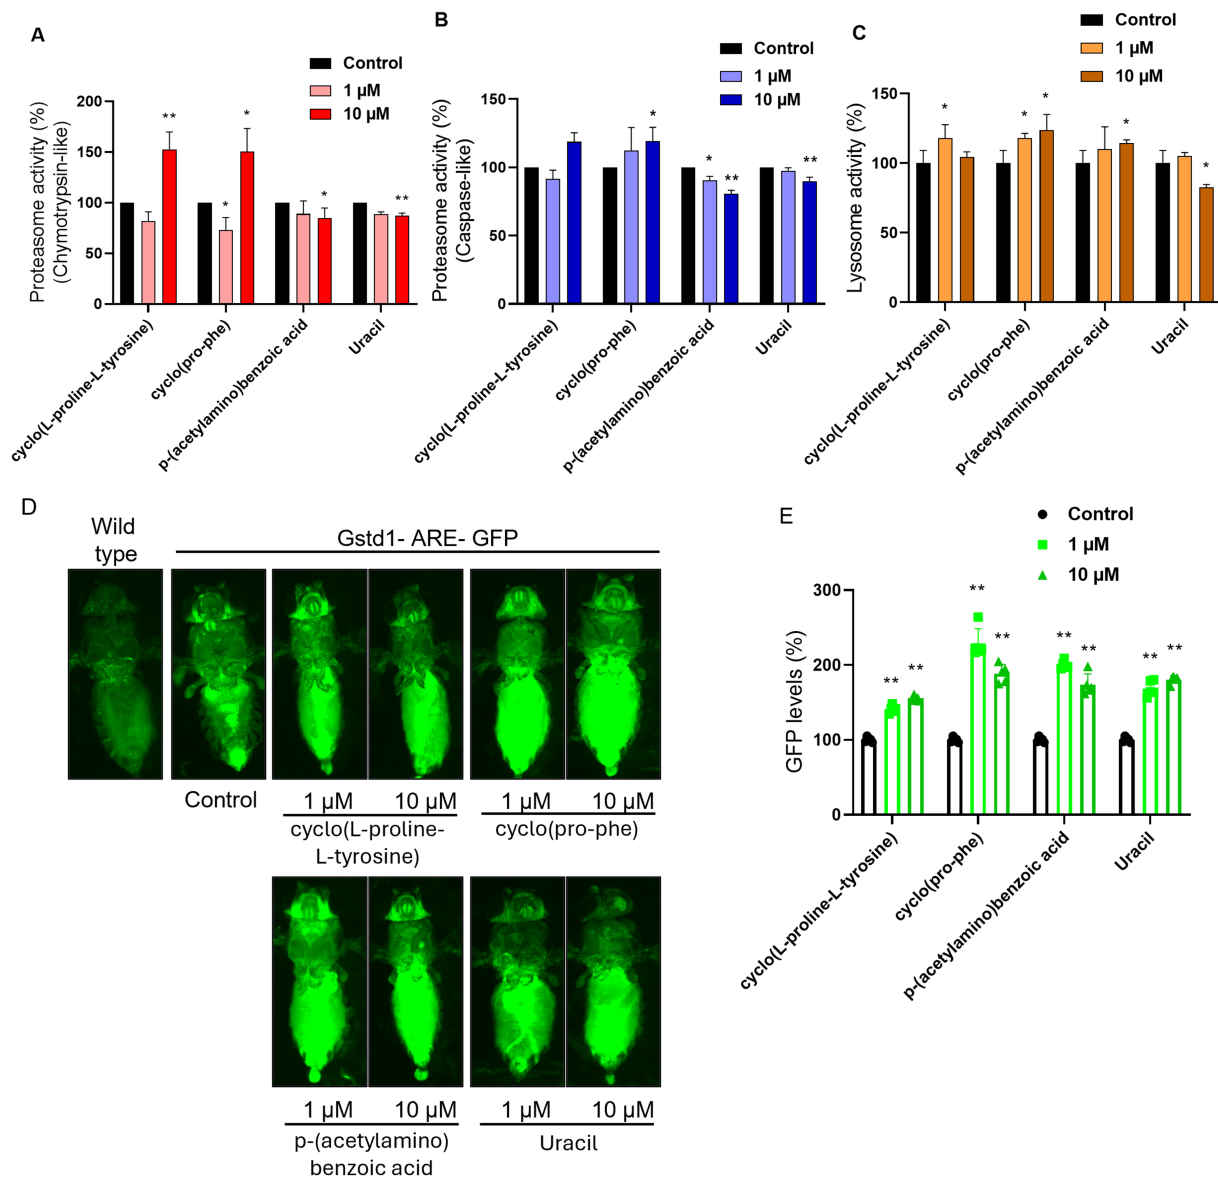 A
Control
1 μM
10 μM
Proteasome activity (%)
(Chymotrypsin-like)
200
150
100
50
0
** * * * **
cyclo(L-proline-L-tyrosine)
cyclo(pro-phe)
p-(acetylamino)benzoic acid
Uracil
B
Control
1 μM
10 μM
Proteasome activity (%)
(Caspase-like)
150
100
50
0
* * ** **
cyclo(L-proline-L-tyrosine)
cyclo(pro-phe)
p-(acetylamino)benzoic acid
Uracil
C
Control
1 μM
10 μM
Lysosome activity (%)
150
100
50
0
* * * * *
cyclo(L-proline-L-tyrosine)
cyclo(pro-phe)
p-(acetylamino)benzoic acid
Uracil
D
Wild
type
Gstd1- ARE- GFP
Control
1 μM 10 μM
cyclo(L-proline-
L-tyrosine)
1 μM 10 μM
cyclo(pro-phe)
1 μM 10 μM
p-(acetylamino)
benzoic acid
1 μM 10 μM
Uracil
E
Control
1 μM
10 μM
GFP levels (%)
300
200
100
0
** ** ** ** ** ** ** **
cyclo(L-proline-L-tyrosine)
cyclo(pro-phe)
p-(acetylamino)benzoic acid
Uracil